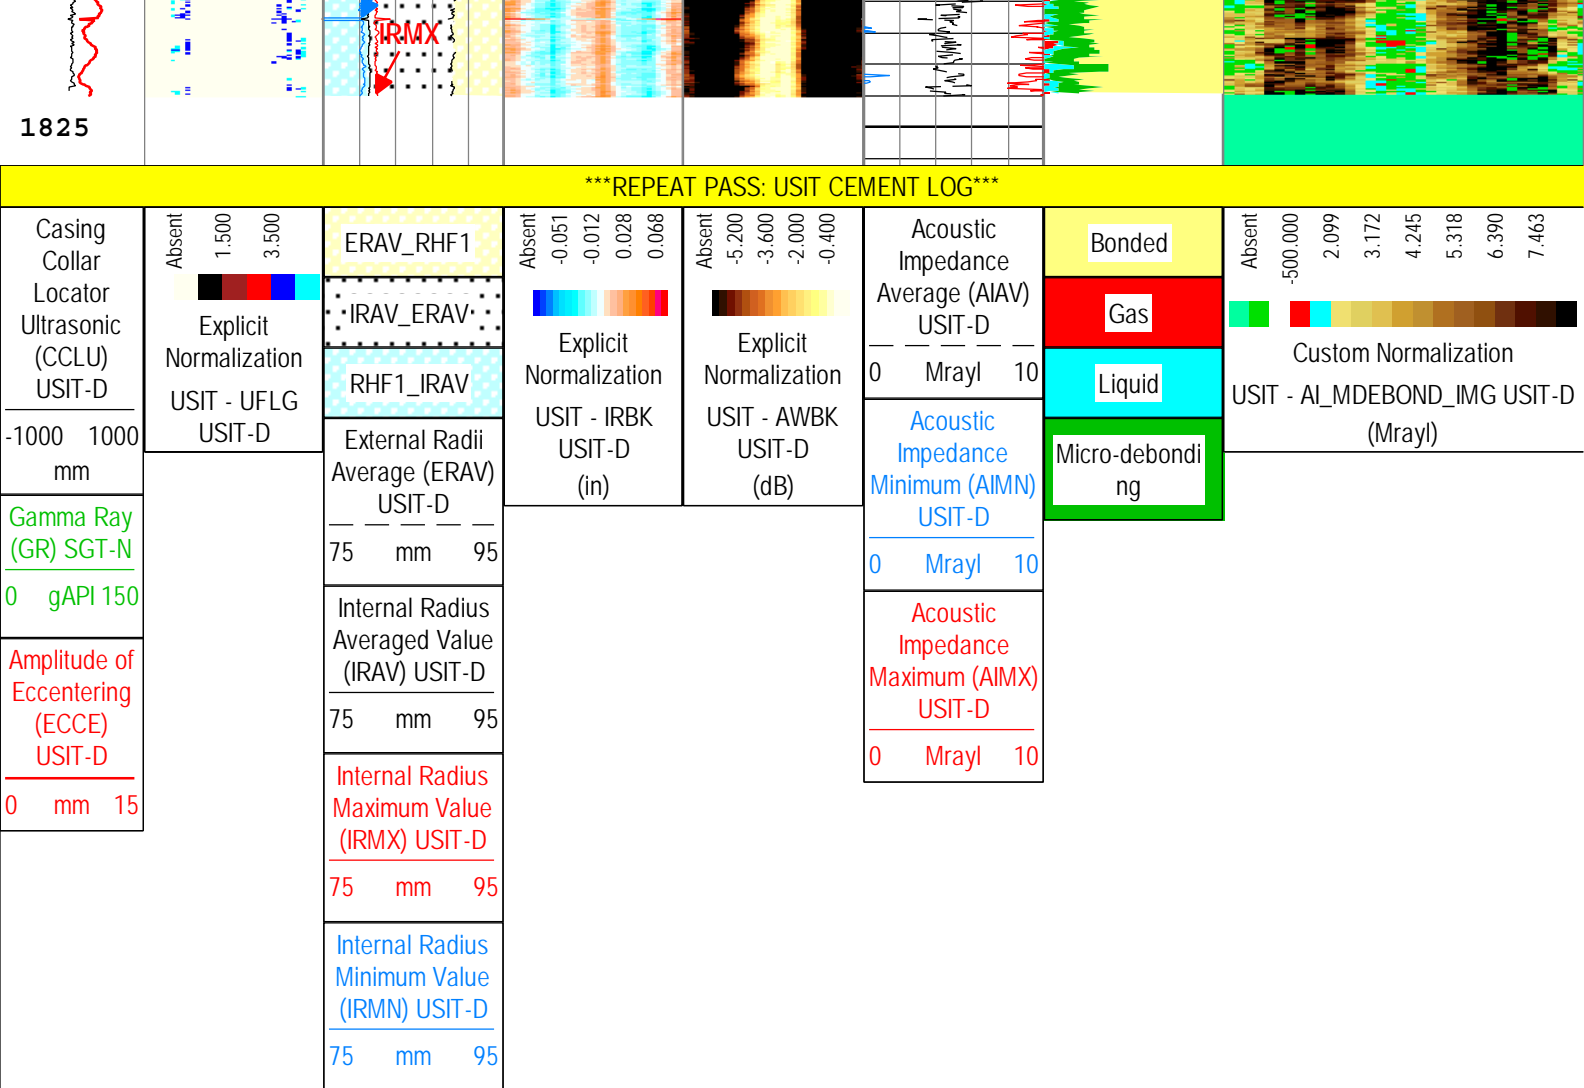 IRMX
1825
***REPEAT PASS: USIT CEMENT LOG***
Casing
Collar
Locator
Ultrasonic
(CCLU)
USIT-D
-1000 1000
mm
Gamma Ray
(GR) SGT-N
0 gAPI 150
Amplitude of
Eccentering
(ECCE)
USIT-D
0 mm 15
Absent
1.500
3.500
Explicit
Normalization
USIT - UFLG
USIT-D
ERAV_RHF1
IRAV_ERAV
RHF1_IRAV
External Radii
Average (ERAV)
USIT-D
75 mm 95
Internal Radius
Averaged Value
(IRAV) USIT-D
75 mm 95
Internal Radius
Maximum Value
(IRMX) USIT-D
75 mm 95
Internal Radius
Minimum Value
(IRMN) USIT-D
75 mm 95
Absent
-0.051
-0.012
0.028
0.068
Explicit
Normalization
USIT - IRBK
USIT-D
(in)
Absent
-5.200
-3.600
-2.000
-0.400
Explicit
Normalization
USIT - AWBK
USIT-D
(dB)
Acoustic
Impedance
Average (AIAV)
USIT-D
0 Mrayl 10
Acoustic
Impedance
Minimum (AIMN)
USIT-D
0 Mrayl 10
Acoustic
Impedance
Maximum (AIMX)
USIT-D
0 Mrayl 10
Bonded
Gas
Liquid
Micro-debondi
ng
Absent
-500.000
2.099
3.172
4.245
5.318
6.390
7.463
Custom Normalization
USIT - AI_MDEBOND_IMG USIT-D
(Mrayl)